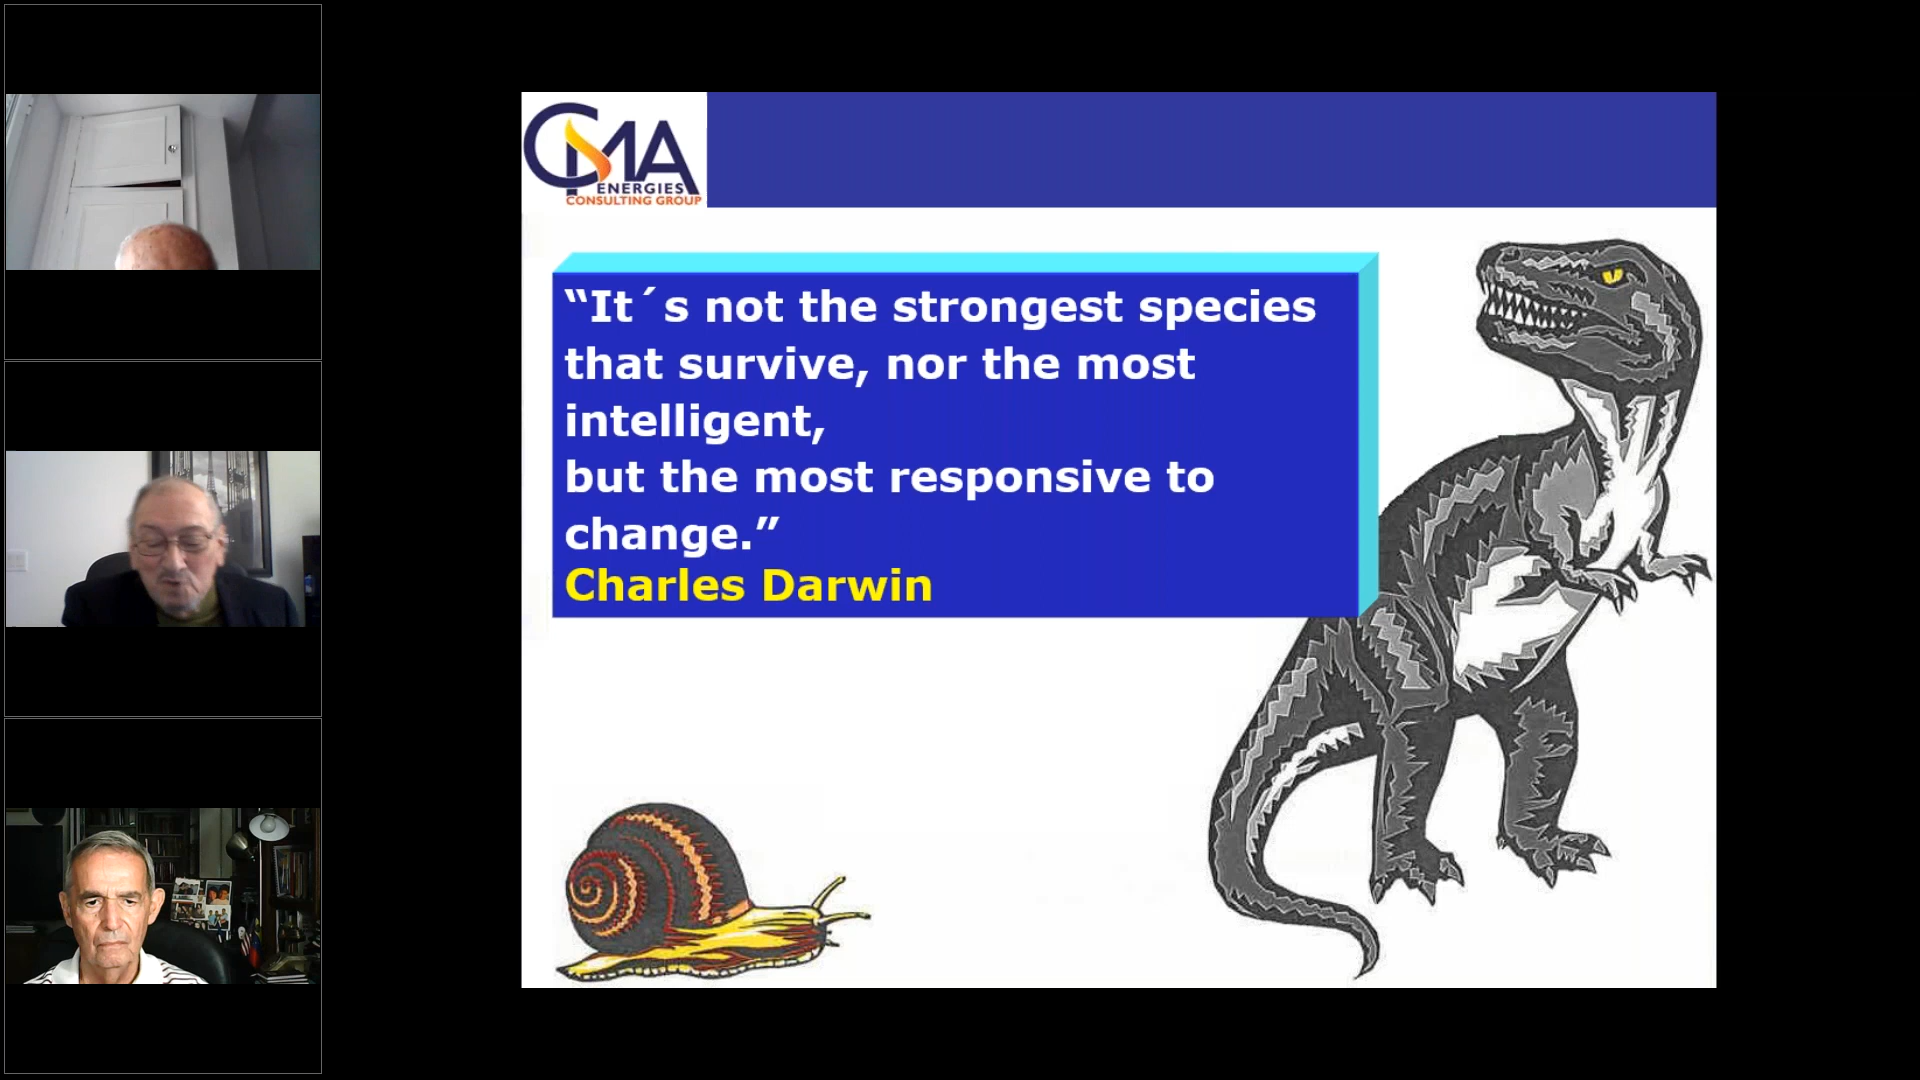 CMA
ENERGIES
CONSULTING GROUP
“It´s not the strongest species
that survive, nor the most
intelligent,
but the most responsive to
change.”
Charles Darwin